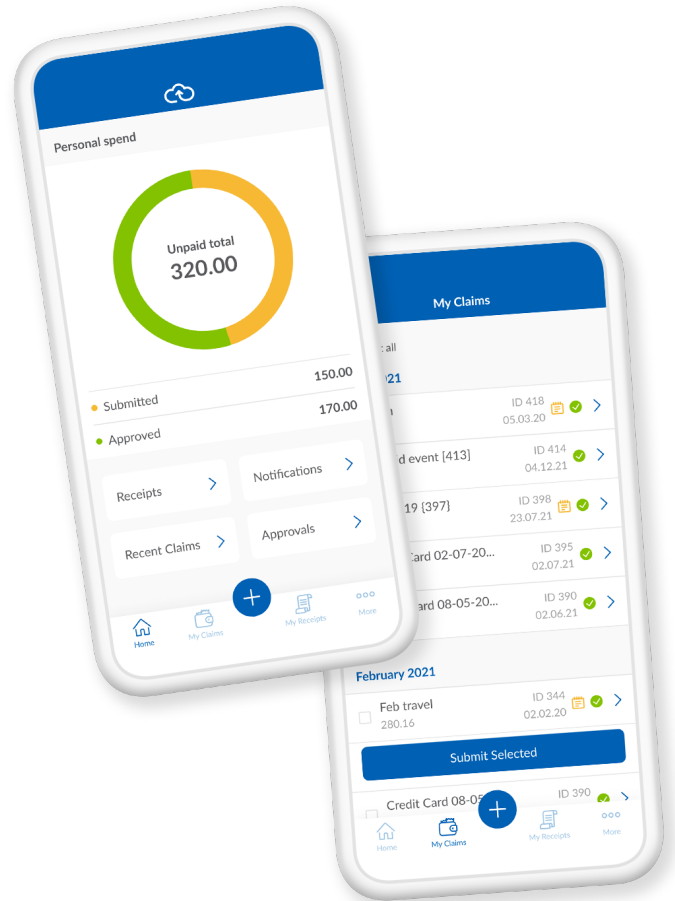 Personal spend
Unpaid total
320.00
Submitted 150.00
Approved 170.00
Receipts
Notifications
Recent Claims
Approvals
Home
My Claims
My Receipts
More
My Claims
all
21
ID 418
05.03.20
d event [413]
ID 414
04.12.21
19 {397}
ID 398
23.07.21
Card 02-07-20...
ID 395
02.07.21
ard 08-05-20...
ID 390
02.06.21
February 2021
Feb travel
280.16
ID 344
02.02.20
Submit Selected
Credit Card 08-05
ID 390
Home
My Claims
My Receipts
More